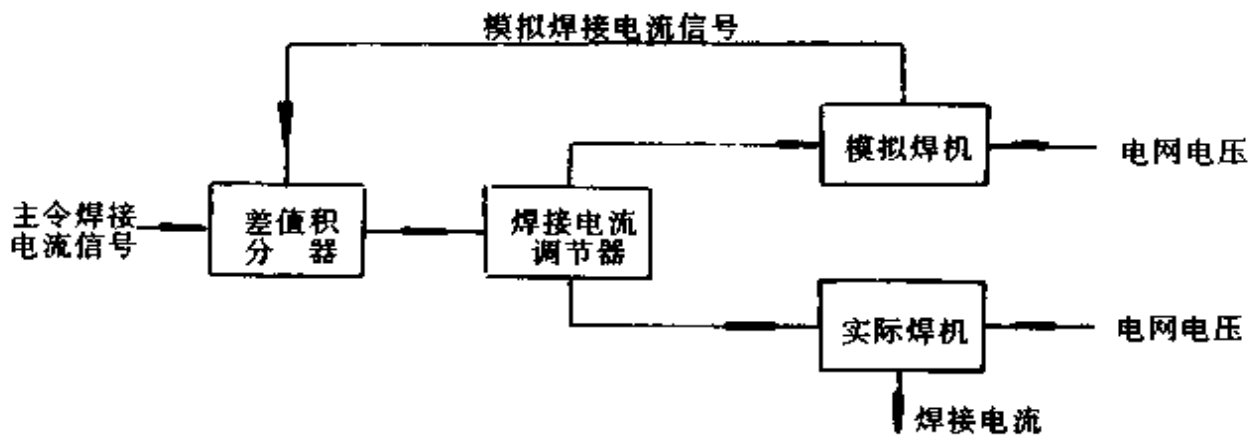 模拟焊接电流信号
模拟焊机
电网电压
主令焊接
电流信号
差值积
分 器
焊接电流
调节器
实际焊机
电网电压
焊接电流